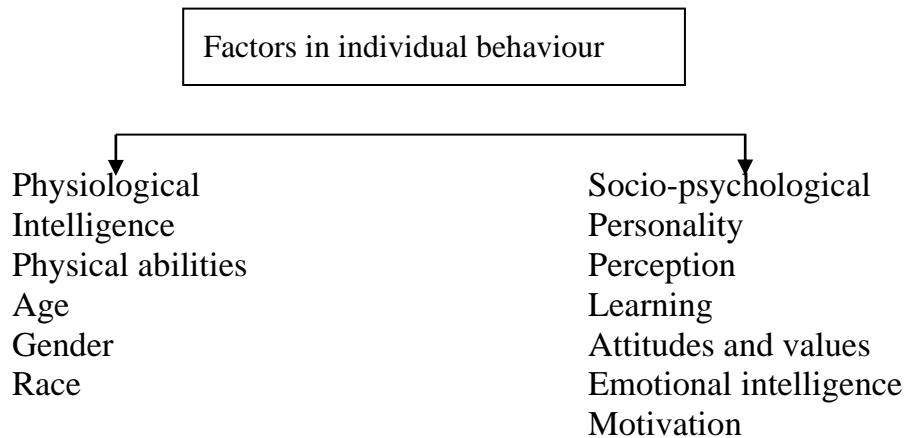 Factors in individual behaviour
Physiological
Intelligence
Physical abilities
Age
Gender
Race
Socio-psychological
Personality
Perception
Learning
Attitudes and values
Emotional intelligence
Motivation